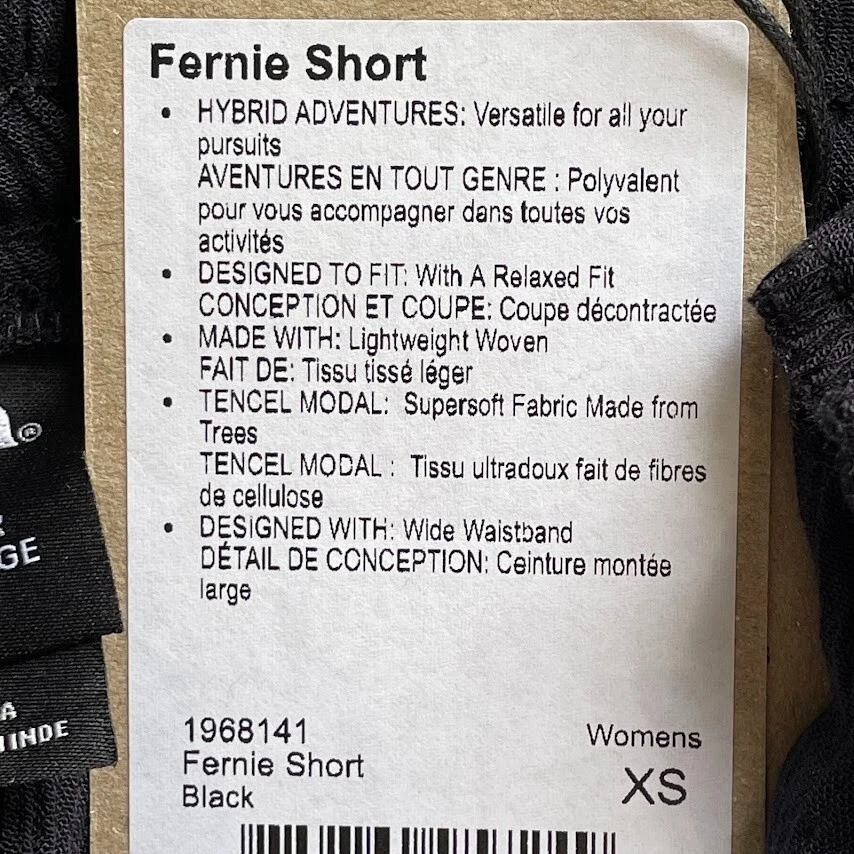 Fernie Short
• HYBRID ADVENTURES: Versatile for all your
pursuits
AVENTURES EN TOUT GENRE : Polyvalent
pour vous accompagner dans toutes vos
activités
• DESIGNED TO FIT: With A Relaxed Fit
CONCEPTION ET COUPE: Coupe décontractée
• MADE WITH: Lightweight Woven
FAIT DE: Tissu tissé léger
• TENCEL MODAL: Supersoft Fabric Made from
Trees
TENCEL MODAL : Tissu ultradoux fait de fibres
de cellulose
• DESIGNED WITH: Wide Waistband
DÉTAIL DE CONCEPTION: Ceinture montée
large
1968141
Fernie Short
Black
Womens
XS